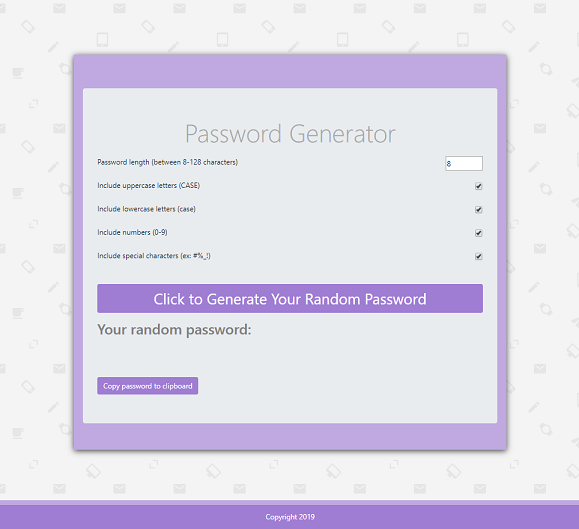 Password Generator
Password length (between 8-128 characters)
8
Include uppercase letters (CASE)
Include lowercase letters (case)
Include numbers (0-9)
Include special characters (ex: #%_!)
Click to Generate Your Random Password
Your random password:
Copy password to clipboard
Copyright 2019